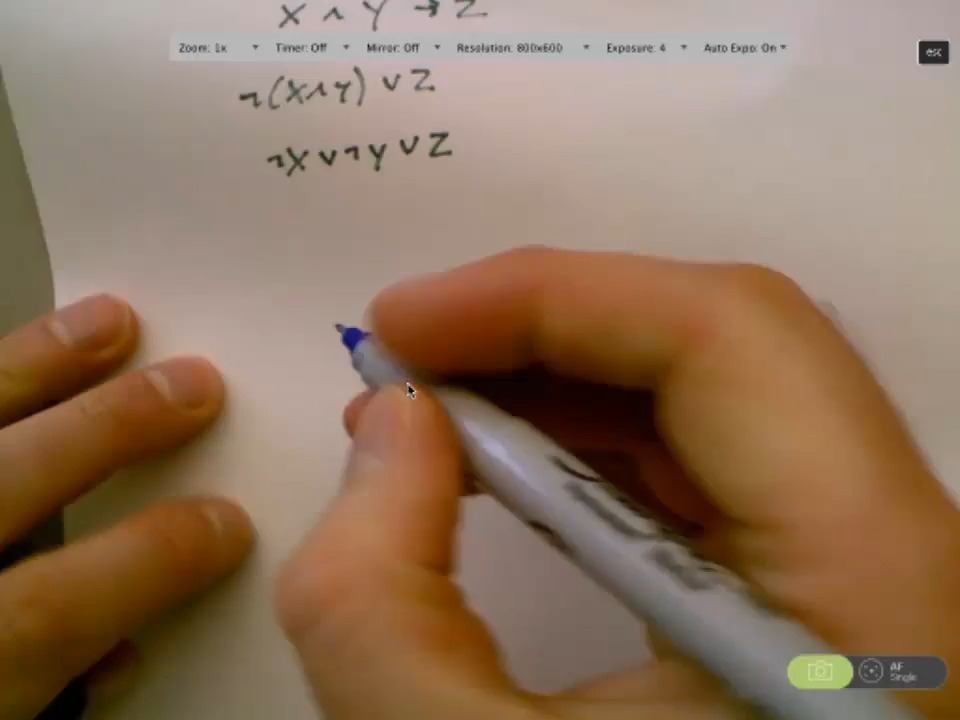 X ∧ Y → Z
Zoom: 1x Timer: Off Mirror: Off Resolution: 800x600 Exposure: 4 Auto Expo: On
esc
¬(X∧Y) ∨ Z
¬X ∨ ¬Y ∨ Z
AF
Single